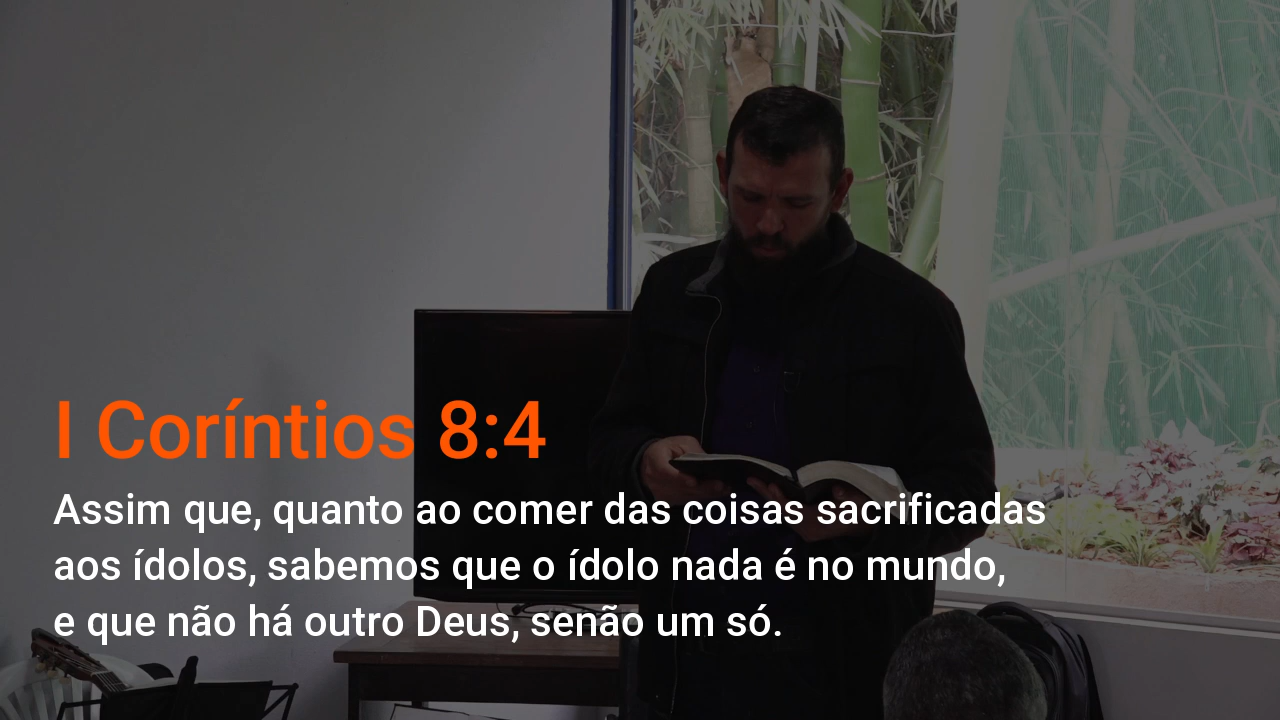 I Coríntios 8:4
Assim que, quanto ao comer das coisas sacrificadas
aos ídolos, sabemos que o ídolo nada é no mundo,
e que não há outro Deus, senão um só.